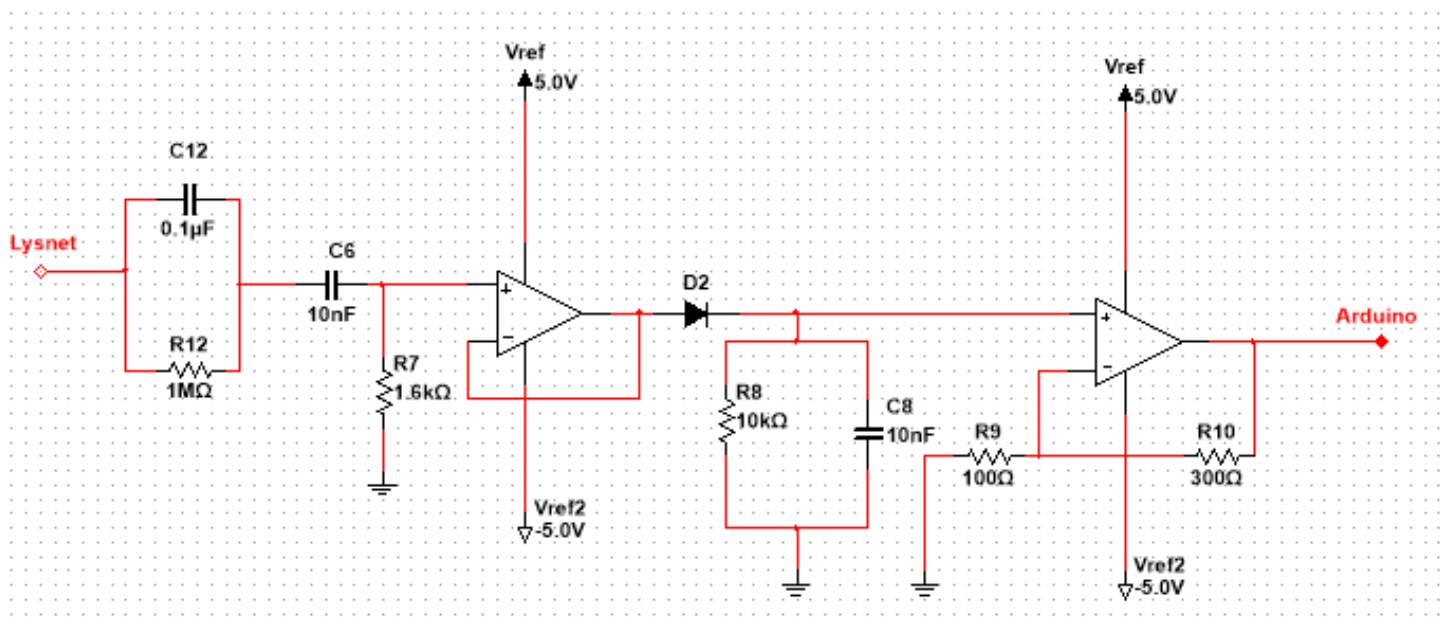 Vref
5.0V
Vref
5.0V
C12
0.1µF
Lysnet
C6
10nF
+
-
D2
+
-
Arduino
R12
1MΩ
R7
1.6kΩ
R8
10kΩ
C8
10nF
R9
100Ω
R10
300Ω
Vref2
-5.0V
Vref2
-5.0V